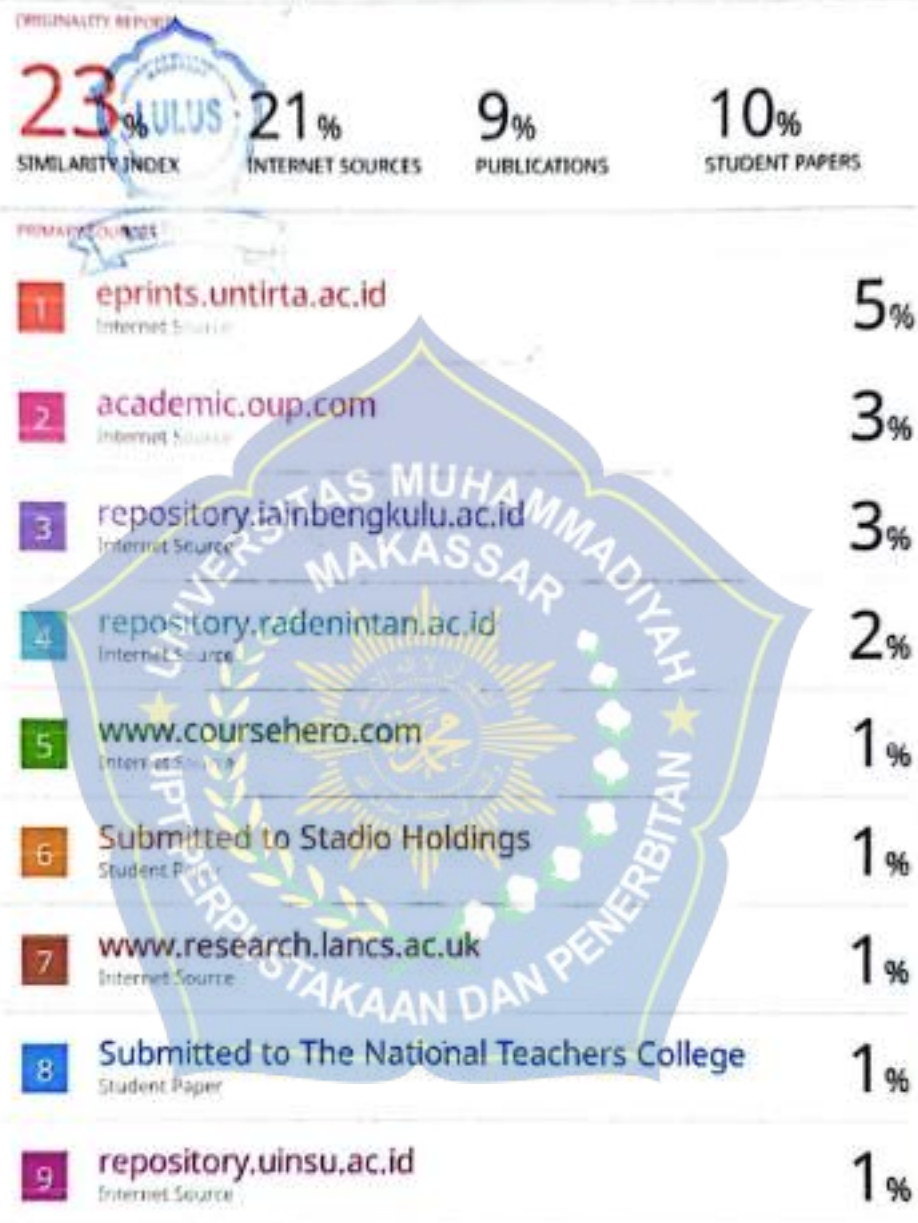 ORIGINALITY REPORT
23% SIMILARITY INDEX
21% INTERNET SOURCES
9% PUBLICATIONS
10% STUDENT PAPERS
LULUS
PRIMARY SOURCES
1 eprints.untirta.ac.id 5%
Internet Source
2 academic.oup.com 3%
Internet Source
3 repository.iainbengkulu.ac.id 3%
Internet Source
4 repository.radenintan.ac.id 2%
Internet Source
5 www.coursehero.com 1%
Internet Source
6 Submitted to Stadio Holdings 1%
Student Paper
7 www.research.lancs.ac.uk 1%
Internet Source
8 Submitted to The National Teachers College 1%
Student Paper
9 repository.uinsu.ac.id 1%
Internet Source
UNIVERSITAS MUHAMMADIYAH
MAKASSAR
UPT PERPUSTAKAAN DAN PENERBITAN